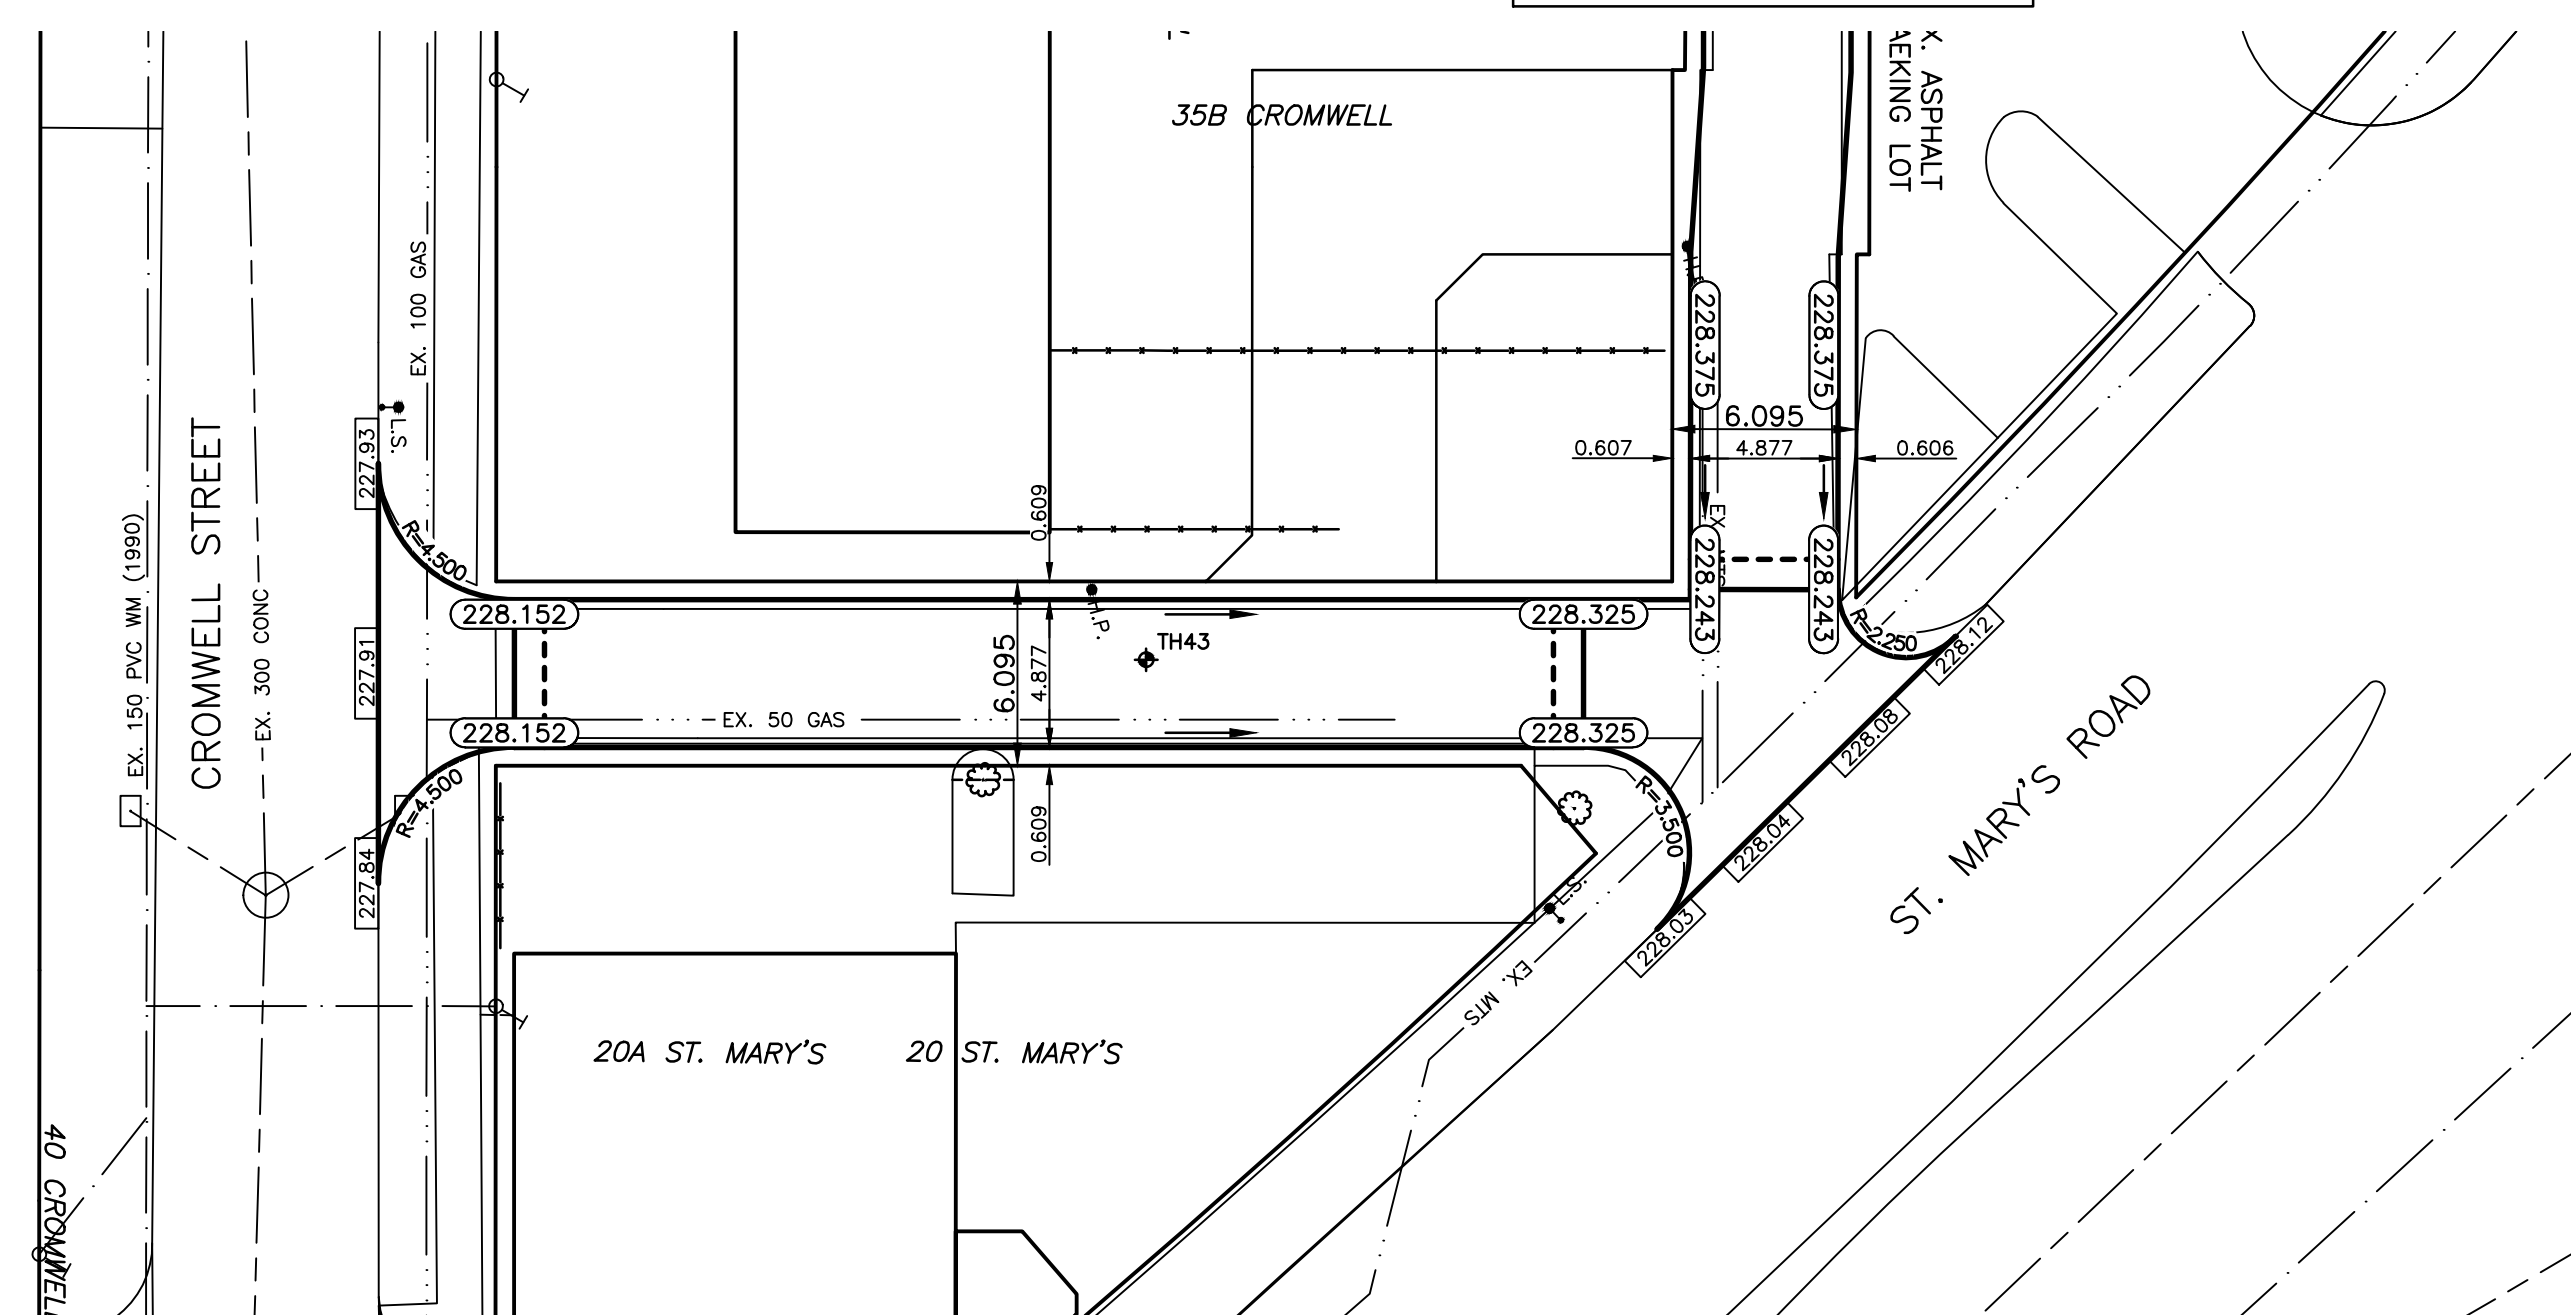 X. ASPHALT
AEKING LOT
35B CROMWELL
EX. 100 GAS
228.375
228.375
6.095
0.607
4.877
0.606
L.S.
227.93
CROMWELL STREET
EX. 150 PVC WM (1990)
EX. 300 CONC
R=4.500
0.609
H.P.
EX
228.243
228.243
228.152
228.325
TH43
R=2.250
228.12
227.91
6.095
4.877
EX. 50 GAS
228.152
228.325
228.08
ST. MARY'S ROAD
R=4.500
R=3.500
0.609
228.04
227.84
L.S.
228.03
EX. MTS
20A ST. MARY'S
20 ST. MARY'S
40 CROMWELL